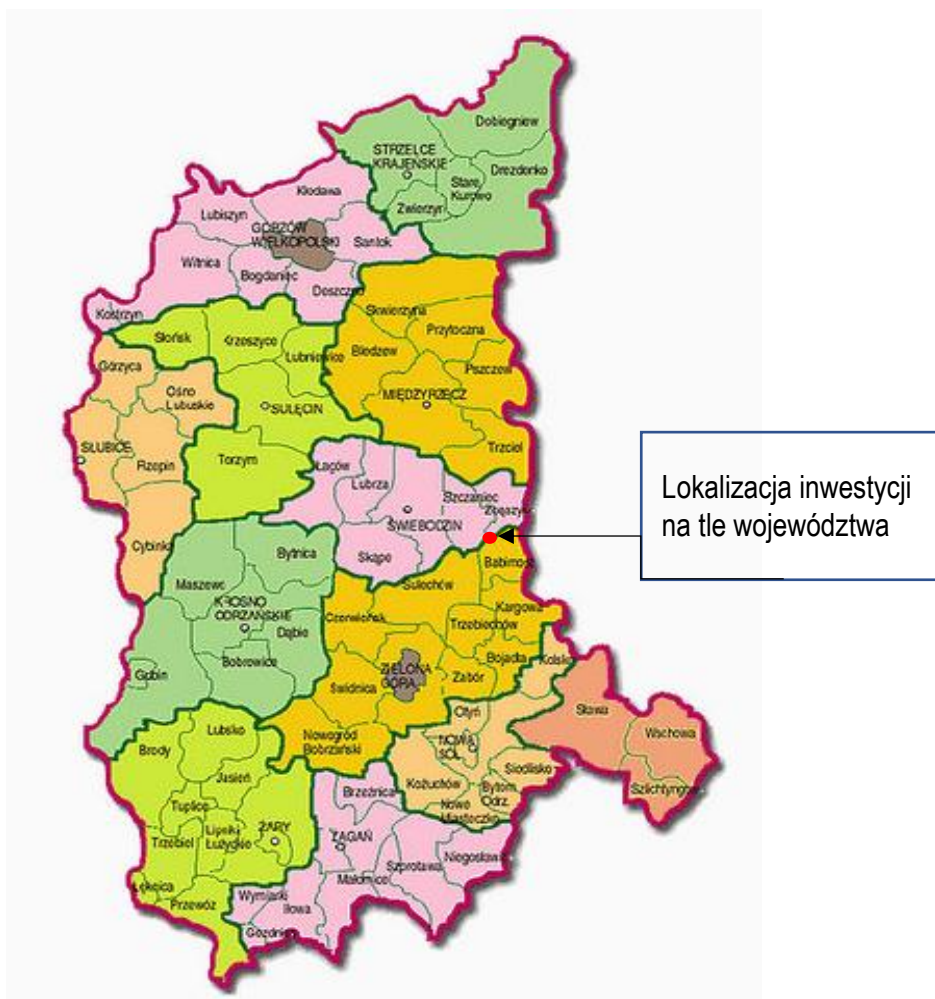 Dobiegniew
STRZELCE
KRAJEŃSKIE
Drezdenko
Stare
Kurowo
Zwierzyn
Kłodawa
Lubiszyn
GORZÓW
WIELKOPOLSKI
Santok
Witnica
Bogdaniec
Deszczno
Kostrzyn
Skwierzyna
Przytoczna
Słońsk
Krzeszyce
Lubniewice
Bledzew
Pszczew
Górzyca
Ośno
Lubuskie
MIĘDZYRZECZ
SULĘCIN
SŁUBICE
Rzepin
Torzym
Trzciel
Łagów
Lubrza
Szczaniec
Zbąszyn
ŚWIEBODZIN
Lokalizacja inwestycji
na tle województwa
Cybinka
Bytnica
Skąpe
Babimost
Maszewo
Sulechów
KROSNO
ODRZAŃSKIE
Czerwieńsk
Kargowa
Trzebiechów
Dąbie
Bobrowice
Bojadła
Kolsko
Gubin
ZIELONA
GÓRA
Zabór
Świdnica
Otyń
Sława
Lubsko
Brody
Nowogród
Bobrzański
NOWA
SÓL
Wschowa
Siedlisko
Jasień
Kożuchów
Bytom
Odrz.
Brzeźnica
Szlichtyngowa
Tuplice
Nowe
Miasteczko
Trzebiel
Lipinki
Łużyckie
ŻARY
ŻAGAŃ
Niegosława
Szprotawa
Małomice
Łęknica
Przewóz
Wymiarki
Iłowa
Gozdnica